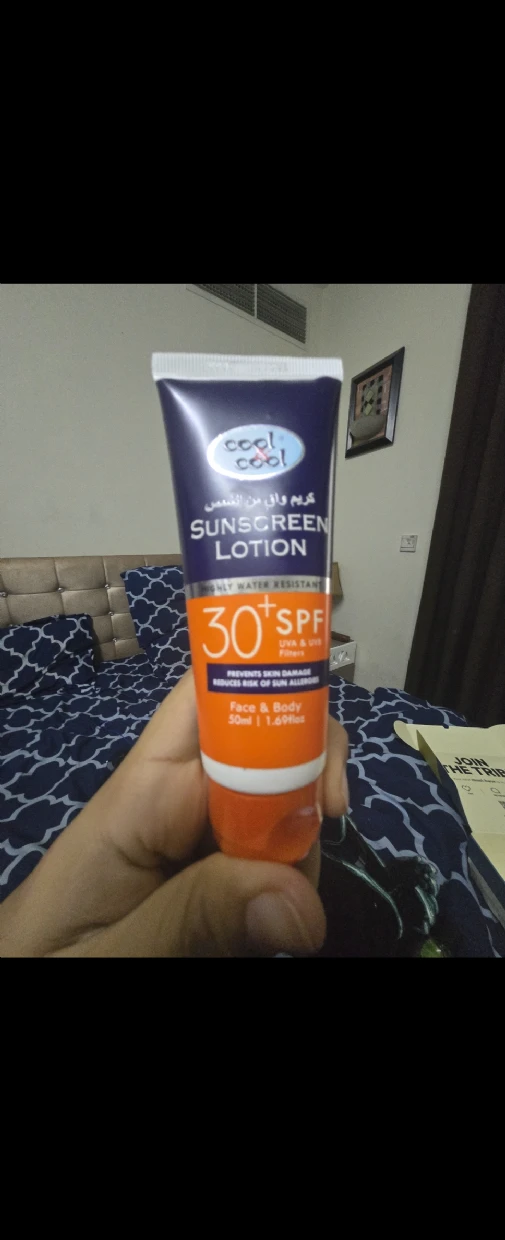 cool & cool
كريم واقي من الشمس
SUNSCREEN
LOTION
HIGHLY WATER RESISTANT
30+ SPF
UVA & UVB
Filters
PREVENTS SKIN DAMAGE
REDUCES RISK OF SUN ALLERGIES
Face & Body
50ml | 1.69floz
JOIN
THE TRIB